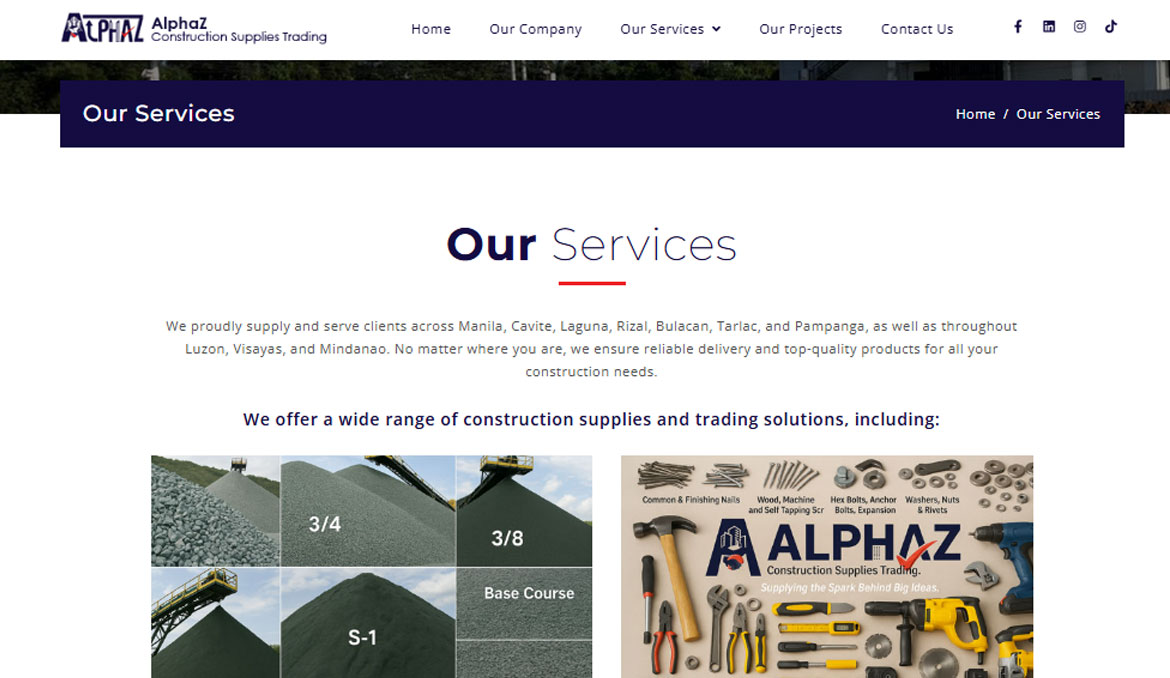 ALPHAZ
AlphaZ
Construction Supplies Trading
Home
Our Company
Our Services
Our Projects
Contact Us
Our Services
Home / Our Services
Our Services
We proudly supply and serve clients across Manila, Cavite, Laguna, Rizal, Bulacan, Tarlac, and Pampanga, as well as throughout
Luzon, Visayas, and Mindanao. No matter where you are, we ensure reliable delivery and top-quality products for all your
construction needs.
We offer a wide range of construction supplies and trading solutions, including:
3/4
3/8
S-1
Base Course
Common & Finishing Nails
Wood, Machine
and Self Tapping Scr
Hex Bolts, Anchor
Bolts, Expansion
Washers, Nuts
& Rivets
ALPHAZ
Construction Supplies Trading.
Supplying the Spark Behind Big Ideas.